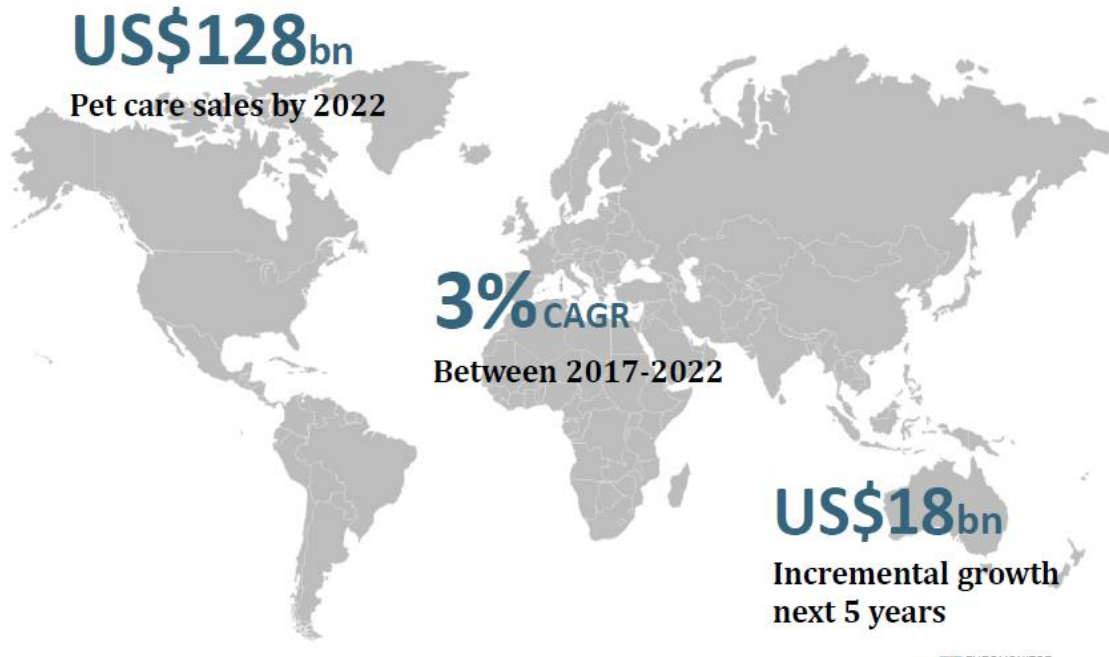 US$128bn
Pet care sales by 2022
3% CAGR
Between 2017-2022
US$18bn
Incremental growth
next 5 years